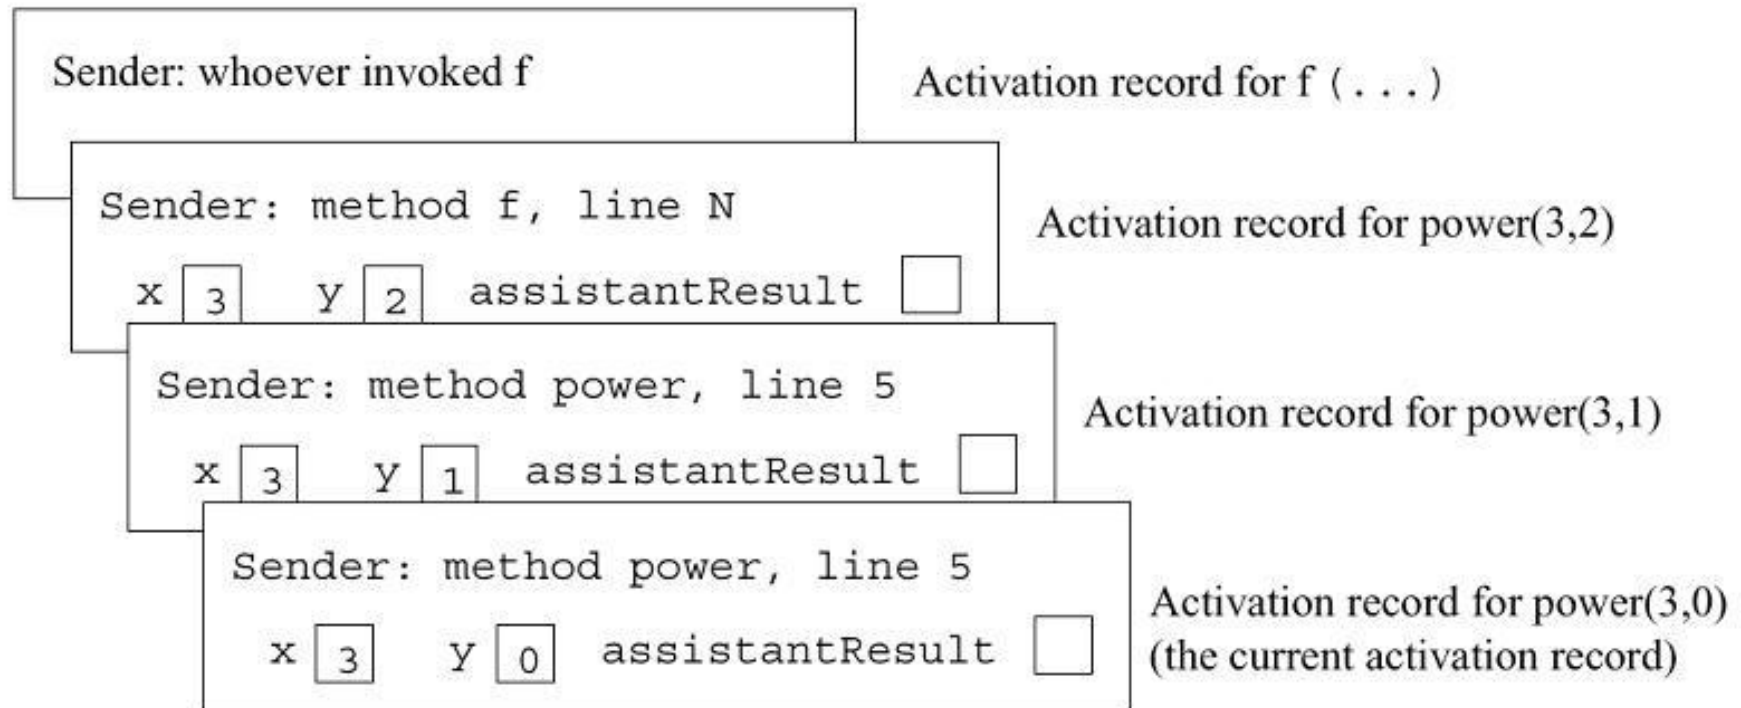 Sender: whoever invoked f
Activation record for f (...)
Sender: method f, line N
Activation record for power(3,2)
x 3 y 2 assistantResult
Sender: method power, line 5
Activation record for power(3,1)
x 3 y 1 assistantResult
Sender: method power, line 5
Activation record for power(3,0)
x 3 y 0 assistantResult
(the current activation record)